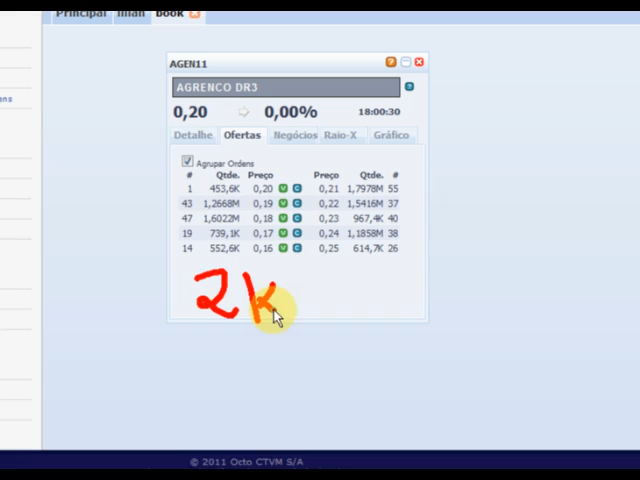 Principal lilian book
AGEN11
AGRENCO DR3
0,20 0,00% 18:00:30
Detalhe Ofertas Negócios Raio-X Gráfico
Agrupar Ordens
# Qtde. Preço Preço Qtde. #
1 453,6K 0,20 V C 0,21 1,7978M 55
43 1,2668M 0,19 V C 0,22 1,5416M 37
47 1,6022M 0,18 V C 0,23 967,4K 40
19 739,1K 0,17 V C 0,24 1,1858M 38
14 552,6K 0,16 V C 0,25 614,7K 26
2K
© 2011 Octo CTVM S/A